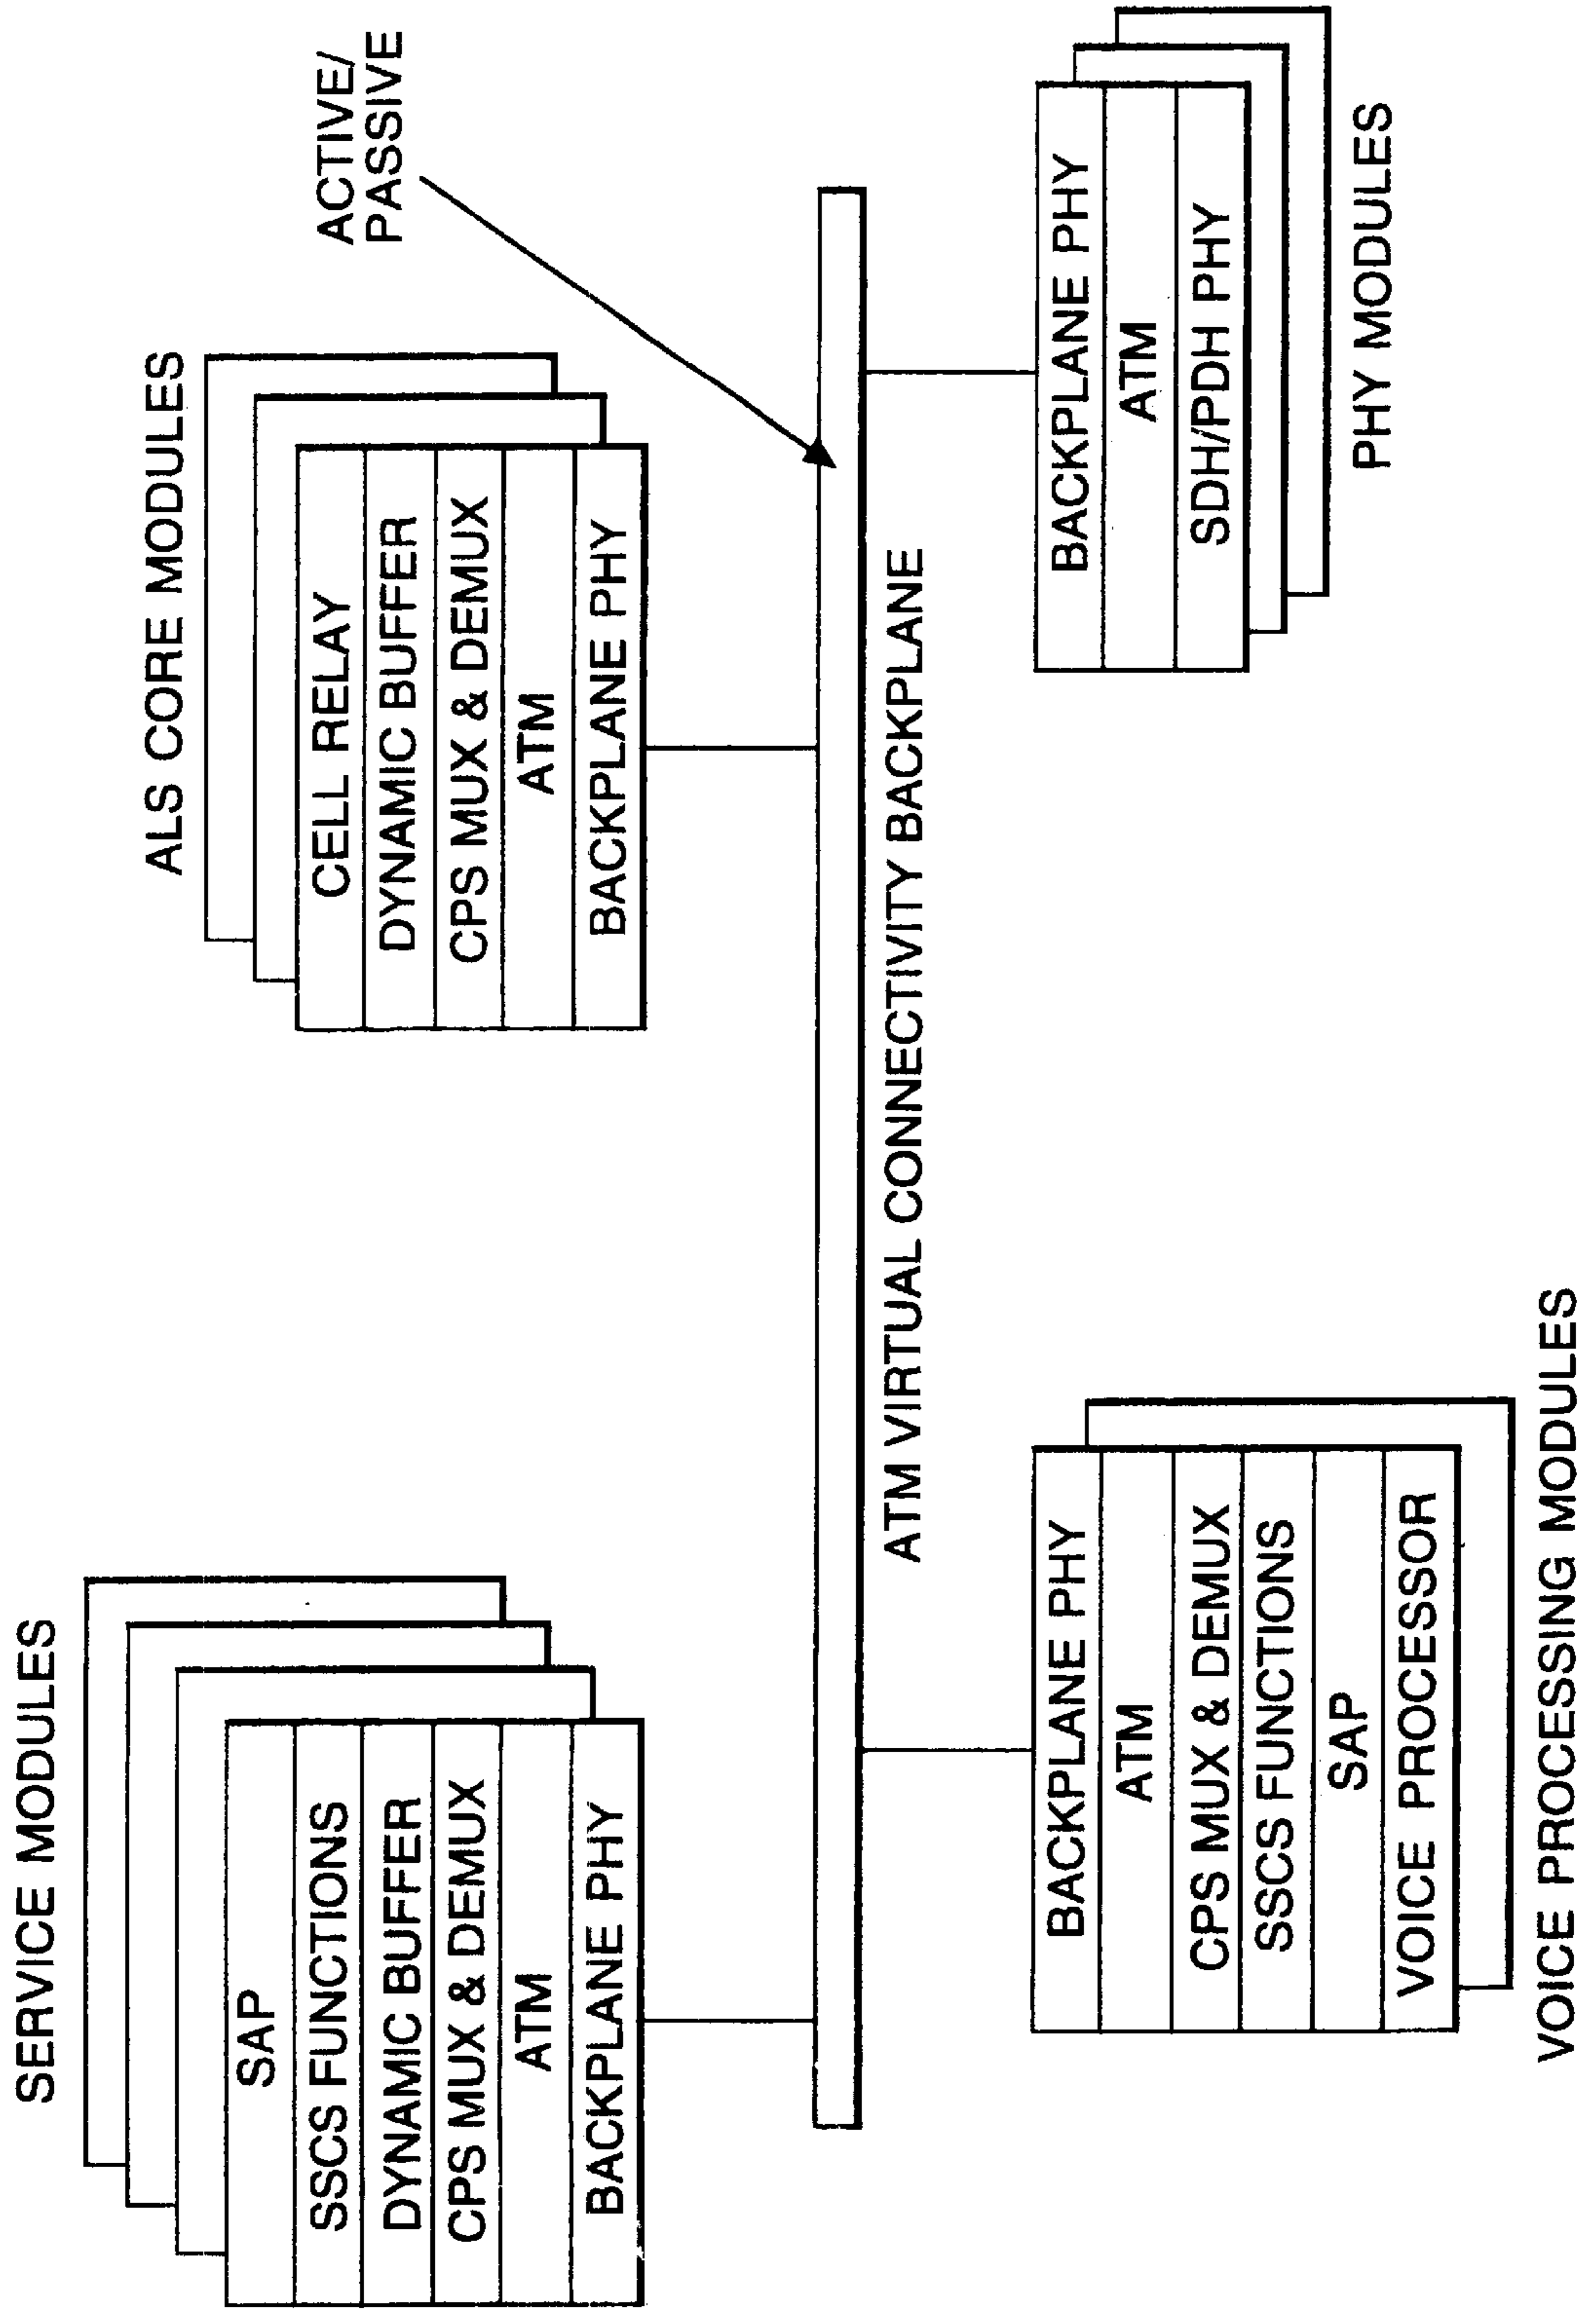 SERVICE MODULES
SAP
SSCS FUNCTIONS
DYNAMIC BUFFER
CPS MUX & DEMUX
ATM
BACKPLANE PHY
ALS CORE MODULES
CELL RELAY
DYNAMIC BUFFER
CPS MUX & DEMUX
ATM
BACKPLANE PHY
ACTIVE/
PASSIVE
ATM VIRTUAL CONNECTIVITY BACKPLANE
BACKPLANE PHY
ATM
CPS MUX & DEMUX
SSCS FUNCTIONS
SAP
VOICE PROCESSOR
VOICE PROCESSING MODULES
BACKPLANE PHY
ATM
SDH/PDH PHY
PHY MODULES